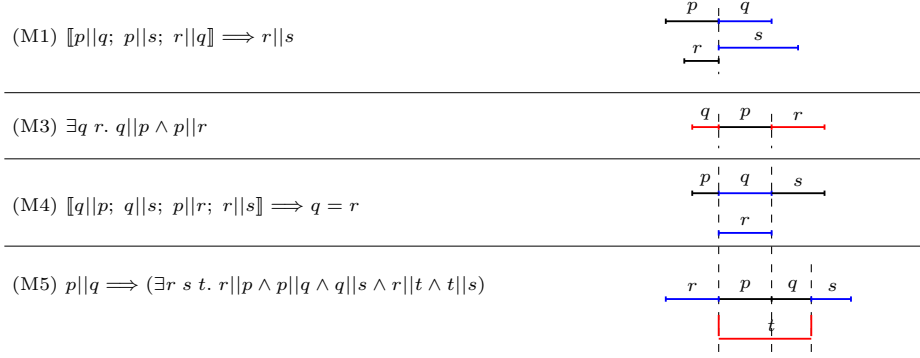 (M1) ⟦p||q; p||s; r||q⟧ ⟹ r||s
p q
s
r
(M3) ∃q r. q||p ∧ p||r
q p r
(M4) ⟦q||p; q||s; p||r; r||s⟧ ⟹ q = r
p q s
r
(M5) p||q ⟹ (∃r s t. r||p ∧ p||q ∧ q||s ∧ r||t ∧ t||s)
r p q s
t